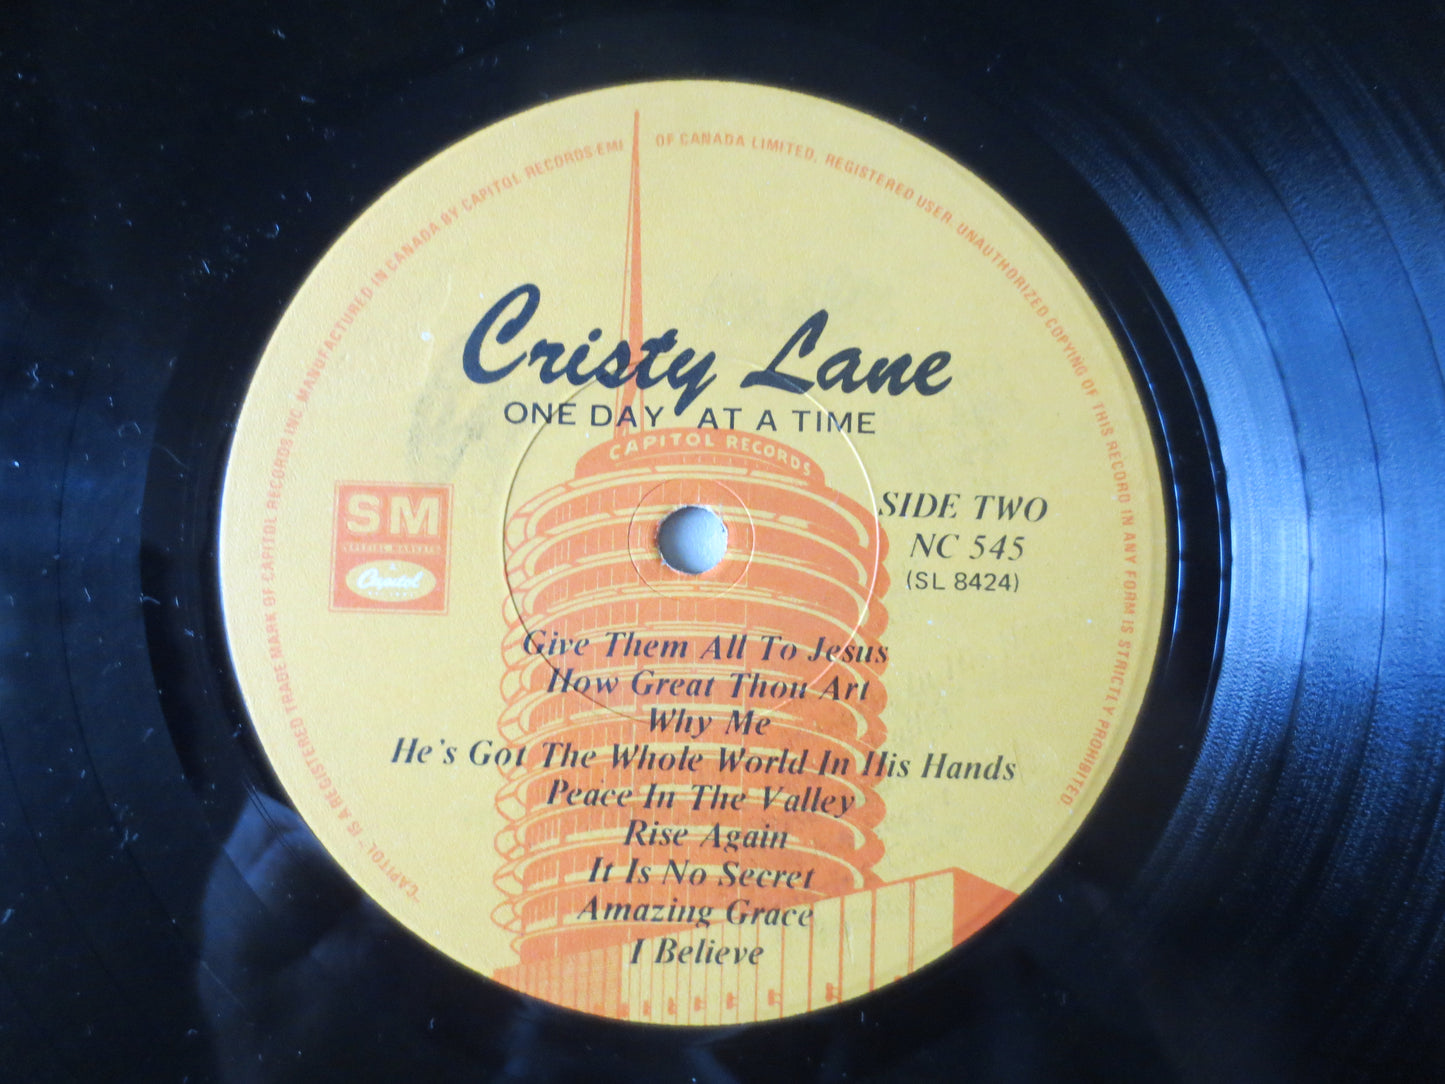 "CAPITOL" IS A REGISTERED TRADE MARK OF CAPITOL RECORDS INC. MANUFACTURED IN CANADA BY CAPITOL RECORDS-EMI OF CANADA LIMITED, REGISTERED USER. UNAUTHORIZED COPYING OF THIS RECORD IN ANY FORM IS STRICTLY PROHIBITED
Cristy Lane
ONE DAY AT A TIME
CAPITOL RECORDS
SM
SPECIAL MARKETS
Capitol
SIDE TWO
NC 545
(SL 8424)
Give Them All To Jesus
How Great Thou Art
Why Me
He's Got The Whole World In His Hands
Peace In The Valley
Rise Again
It Is No Secret
Amazing Grace
I Believe